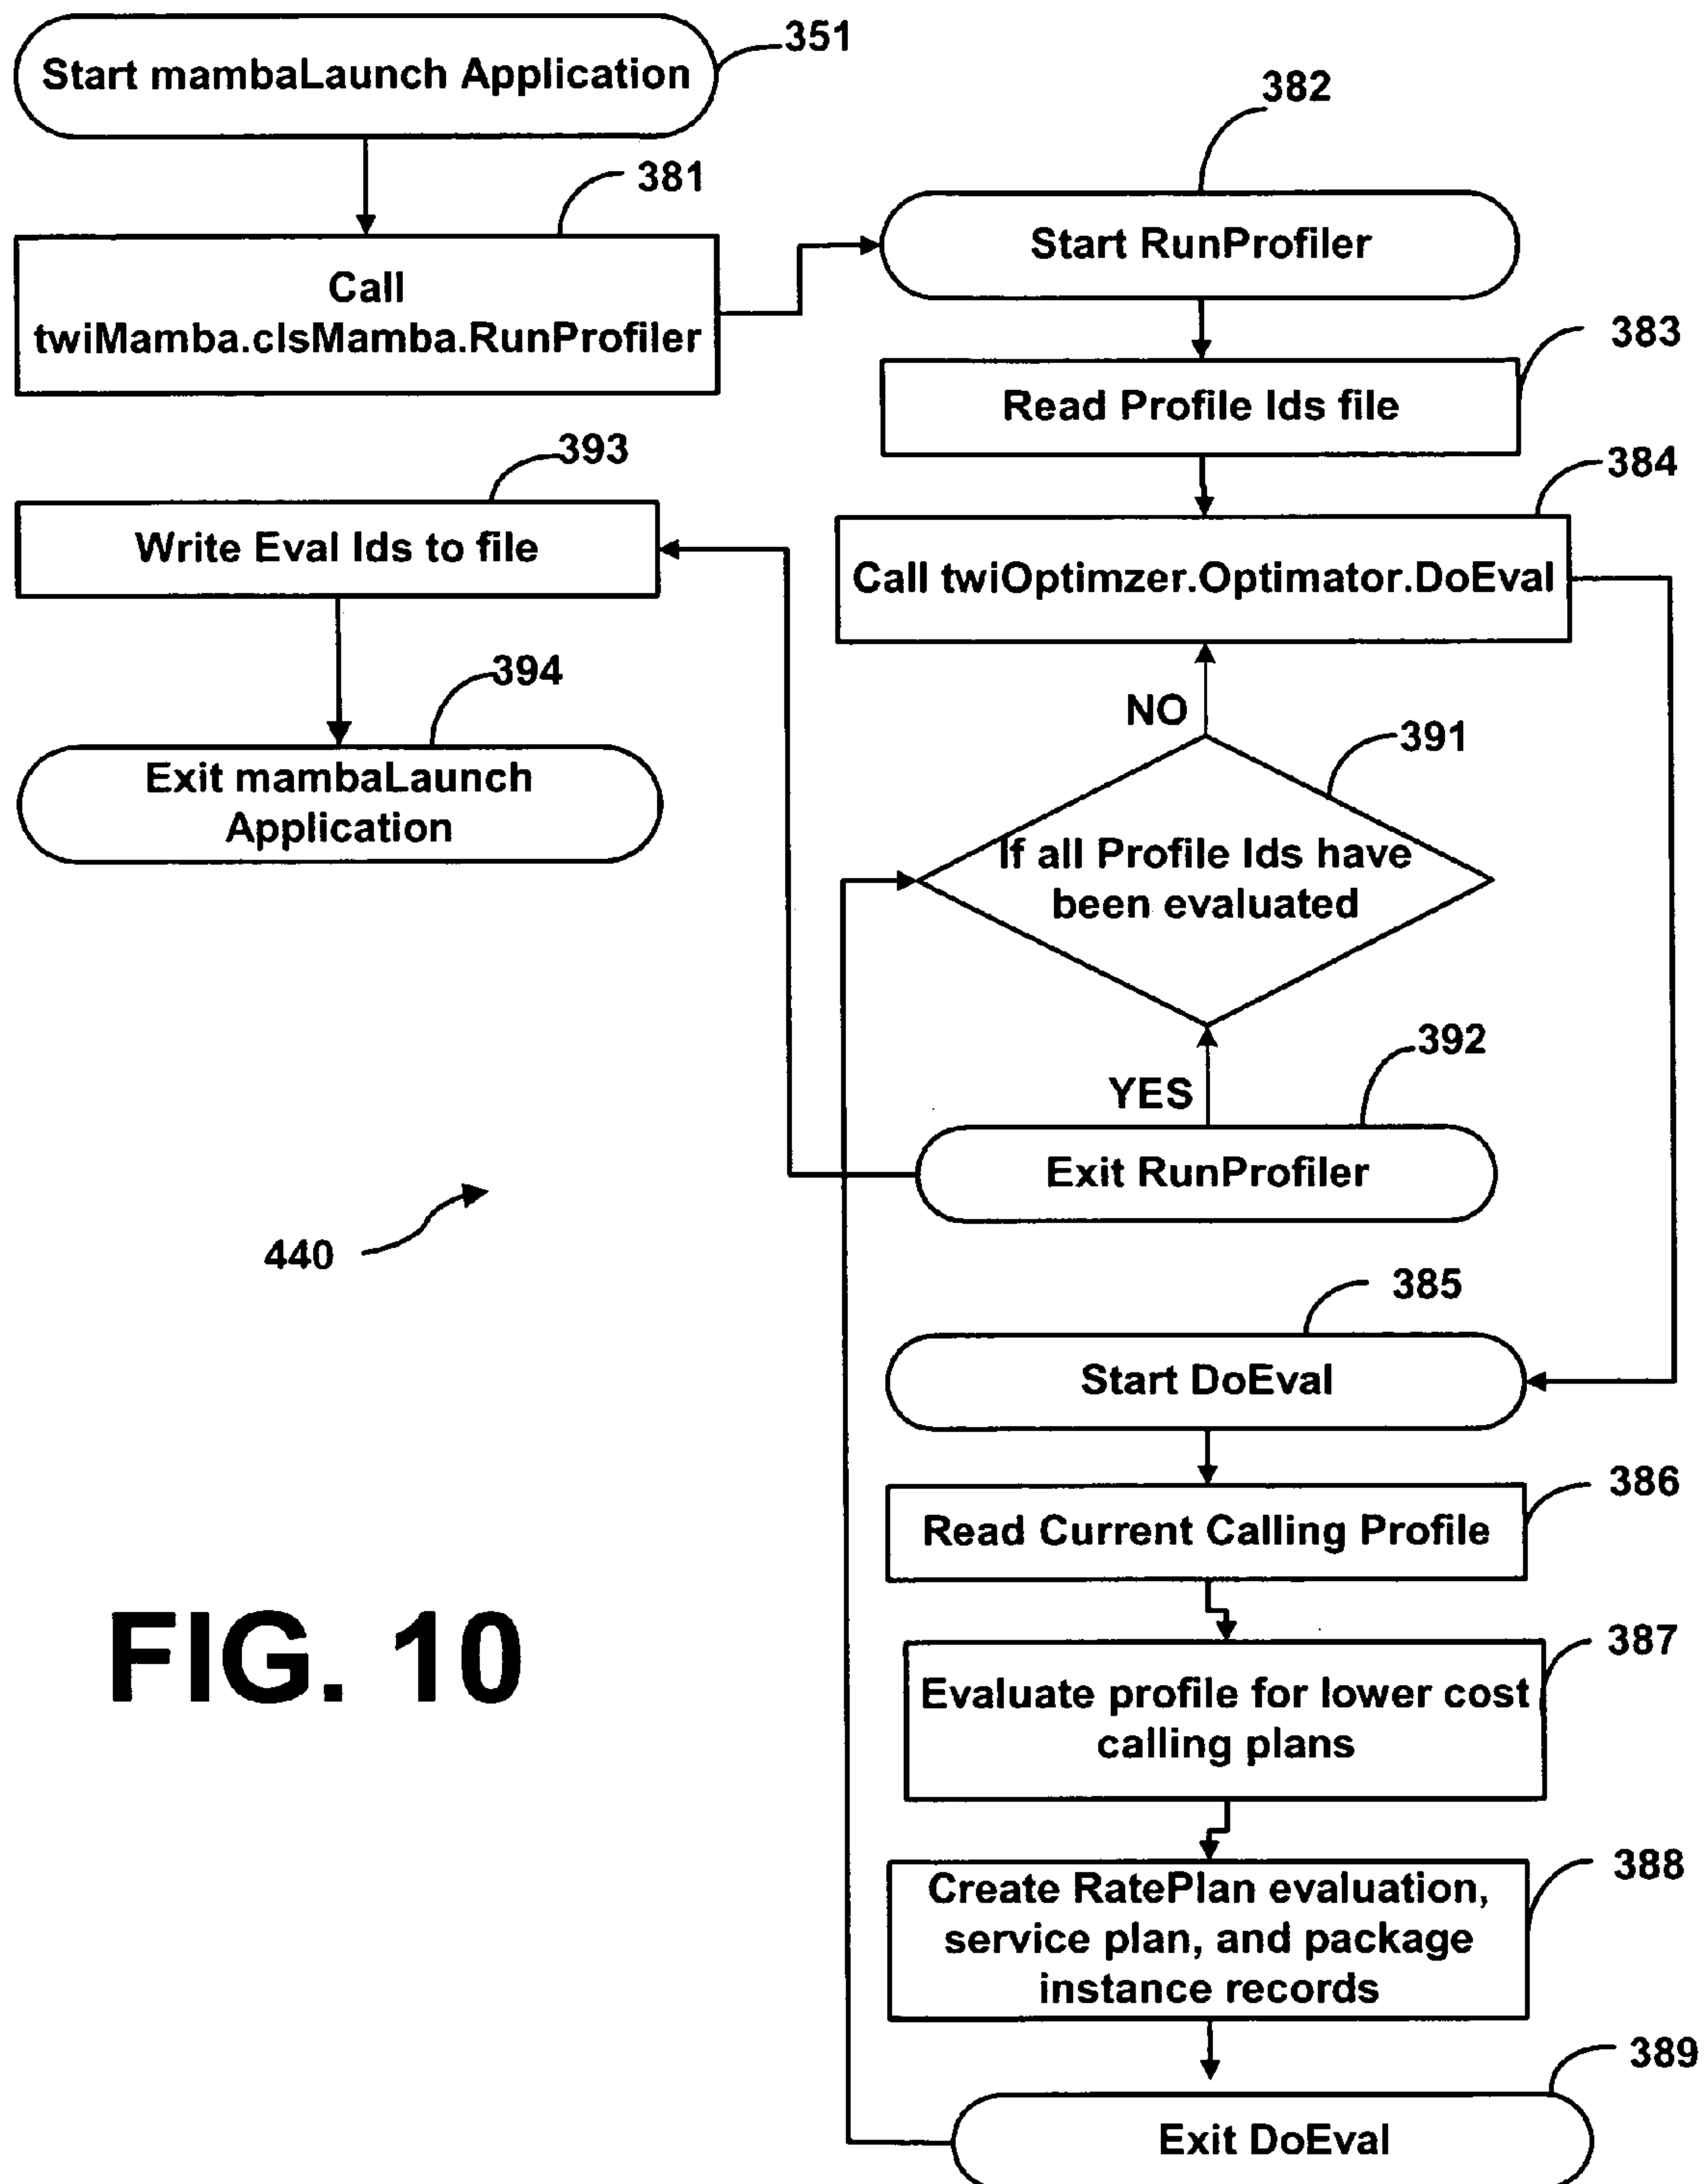 Start mambaLaunch Application
351
381
Call
twiMamba.clsMamba.RunProfiler
382
Start RunProfiler
383
Read Profile Ids file
384
Call twiOptimzer.Optimator.DoEval
393
Write Eval Ids to file
394
Exit mambaLaunch
Application
NO
391
If all Profile Ids have
been evaluated
YES
392
Exit RunProfiler
440
385
Start DoEval
386
Read Current Calling Profile
387
Evaluate profile for lower cost
calling plans
388
Create RatePlan evaluation,
service plan, and package
instance records
389
Exit DoEval
FIG. 10